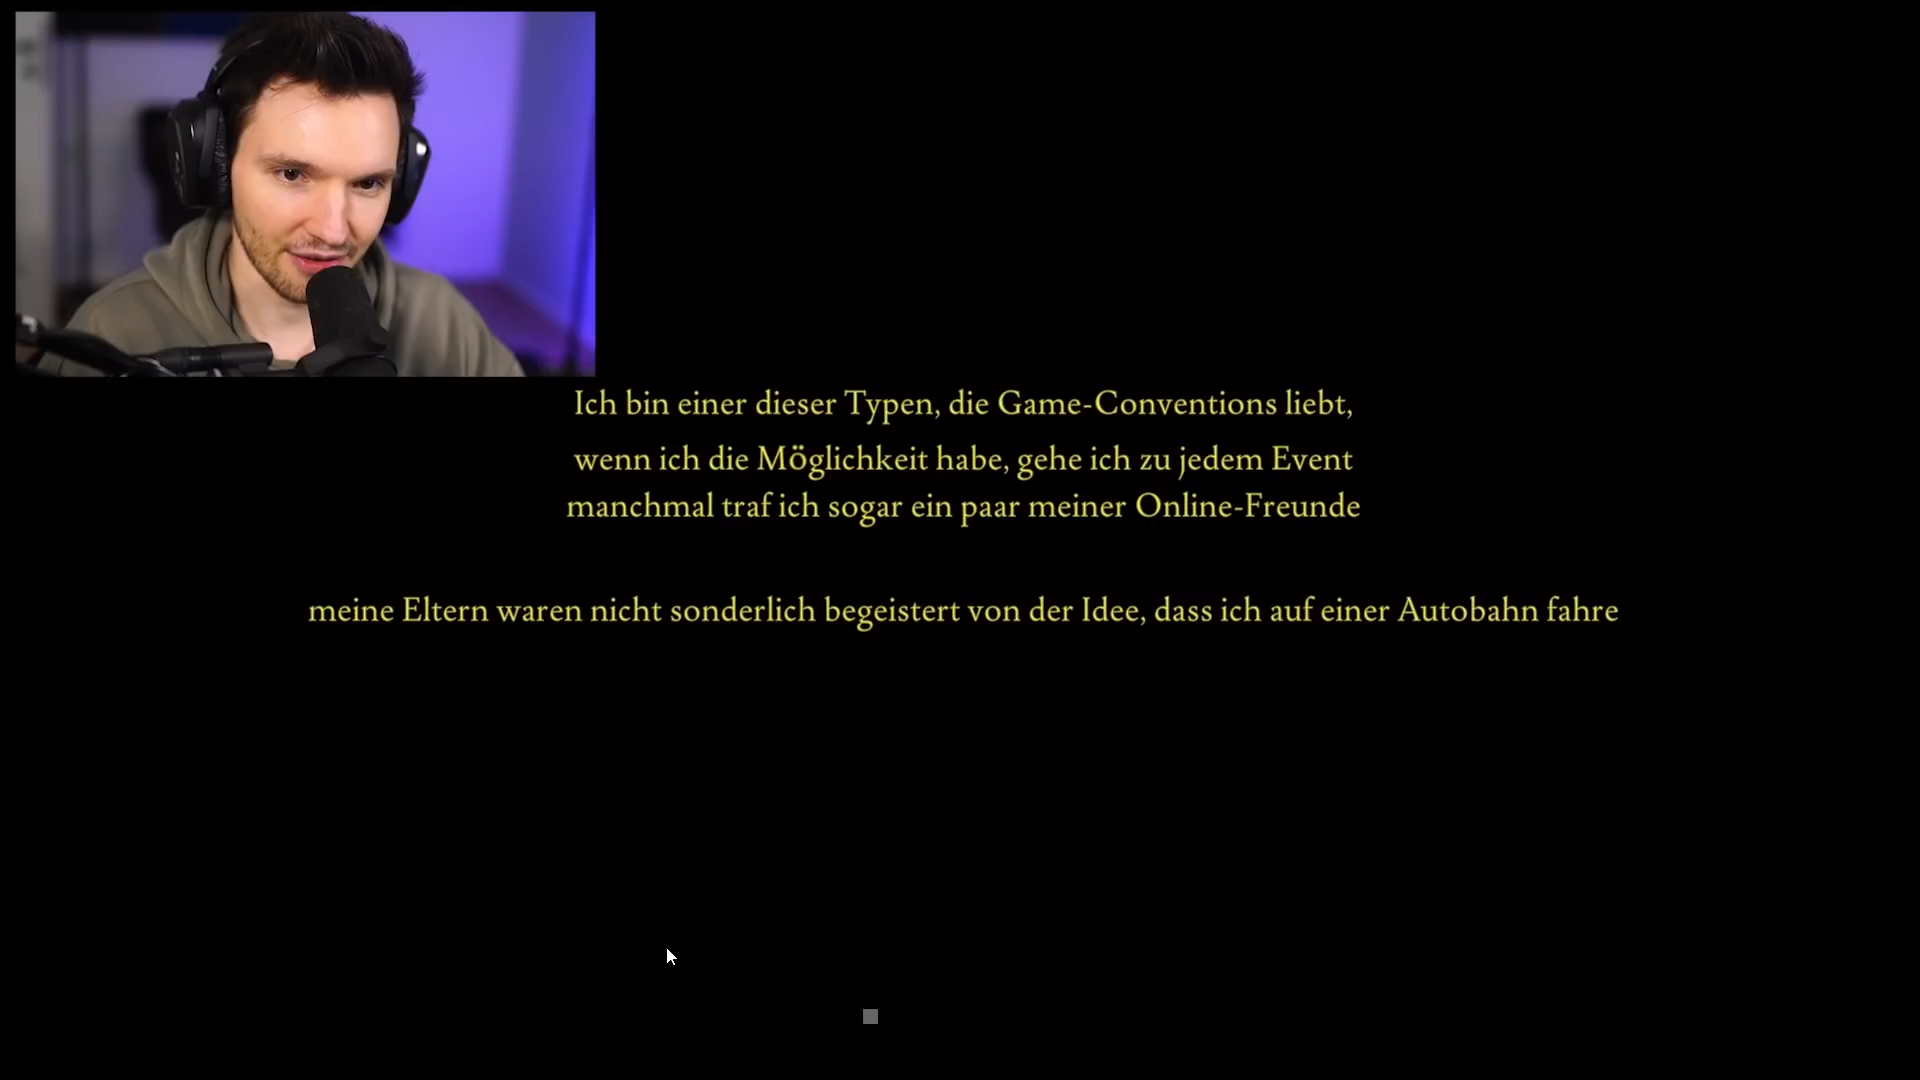 Ich bin einer dieser Typen, die Game-Conventions liebt,
wenn ich die Möglichkeit habe, gehe ich zu jedem Event
manchmal traf ich sogar ein paar meiner Online-Freunde
meine Eltern waren nicht sonderlich begeistert von der Idee, dass ich auf einer Autobahn fahre